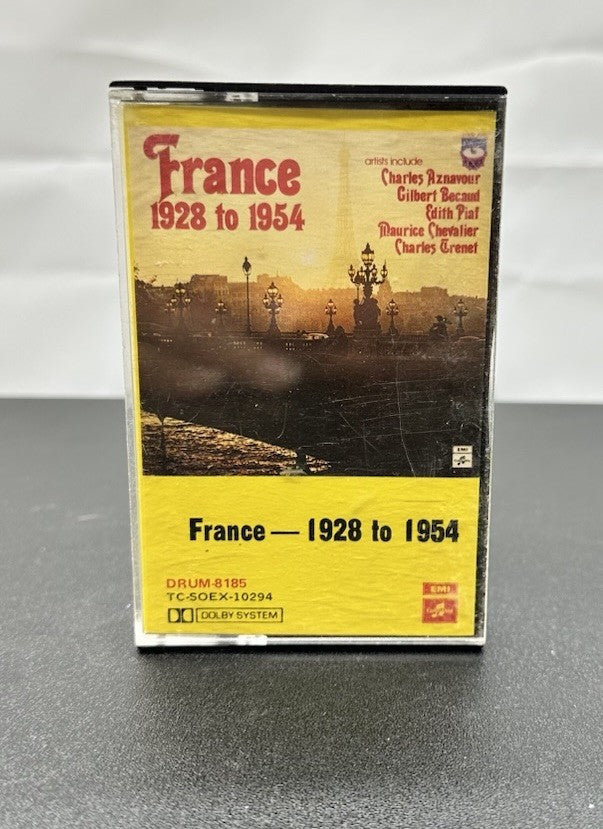 France
1928 to 1954
artists include
Charles Aznavour
Gilbert Becaud
Edith Piaf
Maurice Chevalier
Charles Trenet
EMI
France — 1928 to 1954
DRUM-8185
TC-SOEX-10294
DOLBY SYSTEM
EMI
Columbia